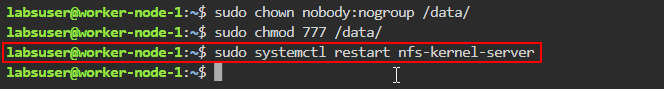 labsuser@worker-node-1:~$ sudo chown nobody:nogroup /data/
labsuser@worker-node-1:~$ sudo chmod 777 /data/
labsuser@worker-node-1:~$ sudo systemctl restart nfs-kernel-server
labsuser@worker-node-1:~$